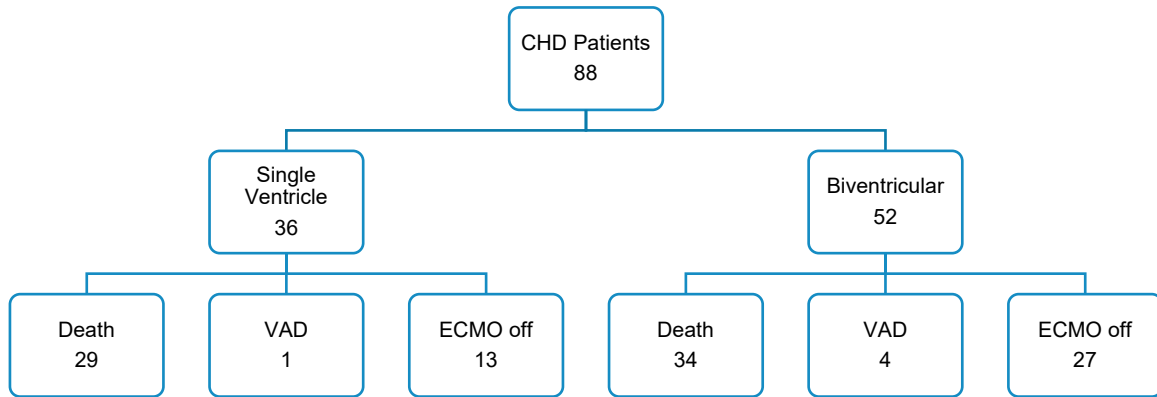 CHD Patients
88
Single
Ventricle
36
Biventricular
52
Death
29
VAD
1
ECMO off
13
Death
34
VAD
4
ECMO off
27